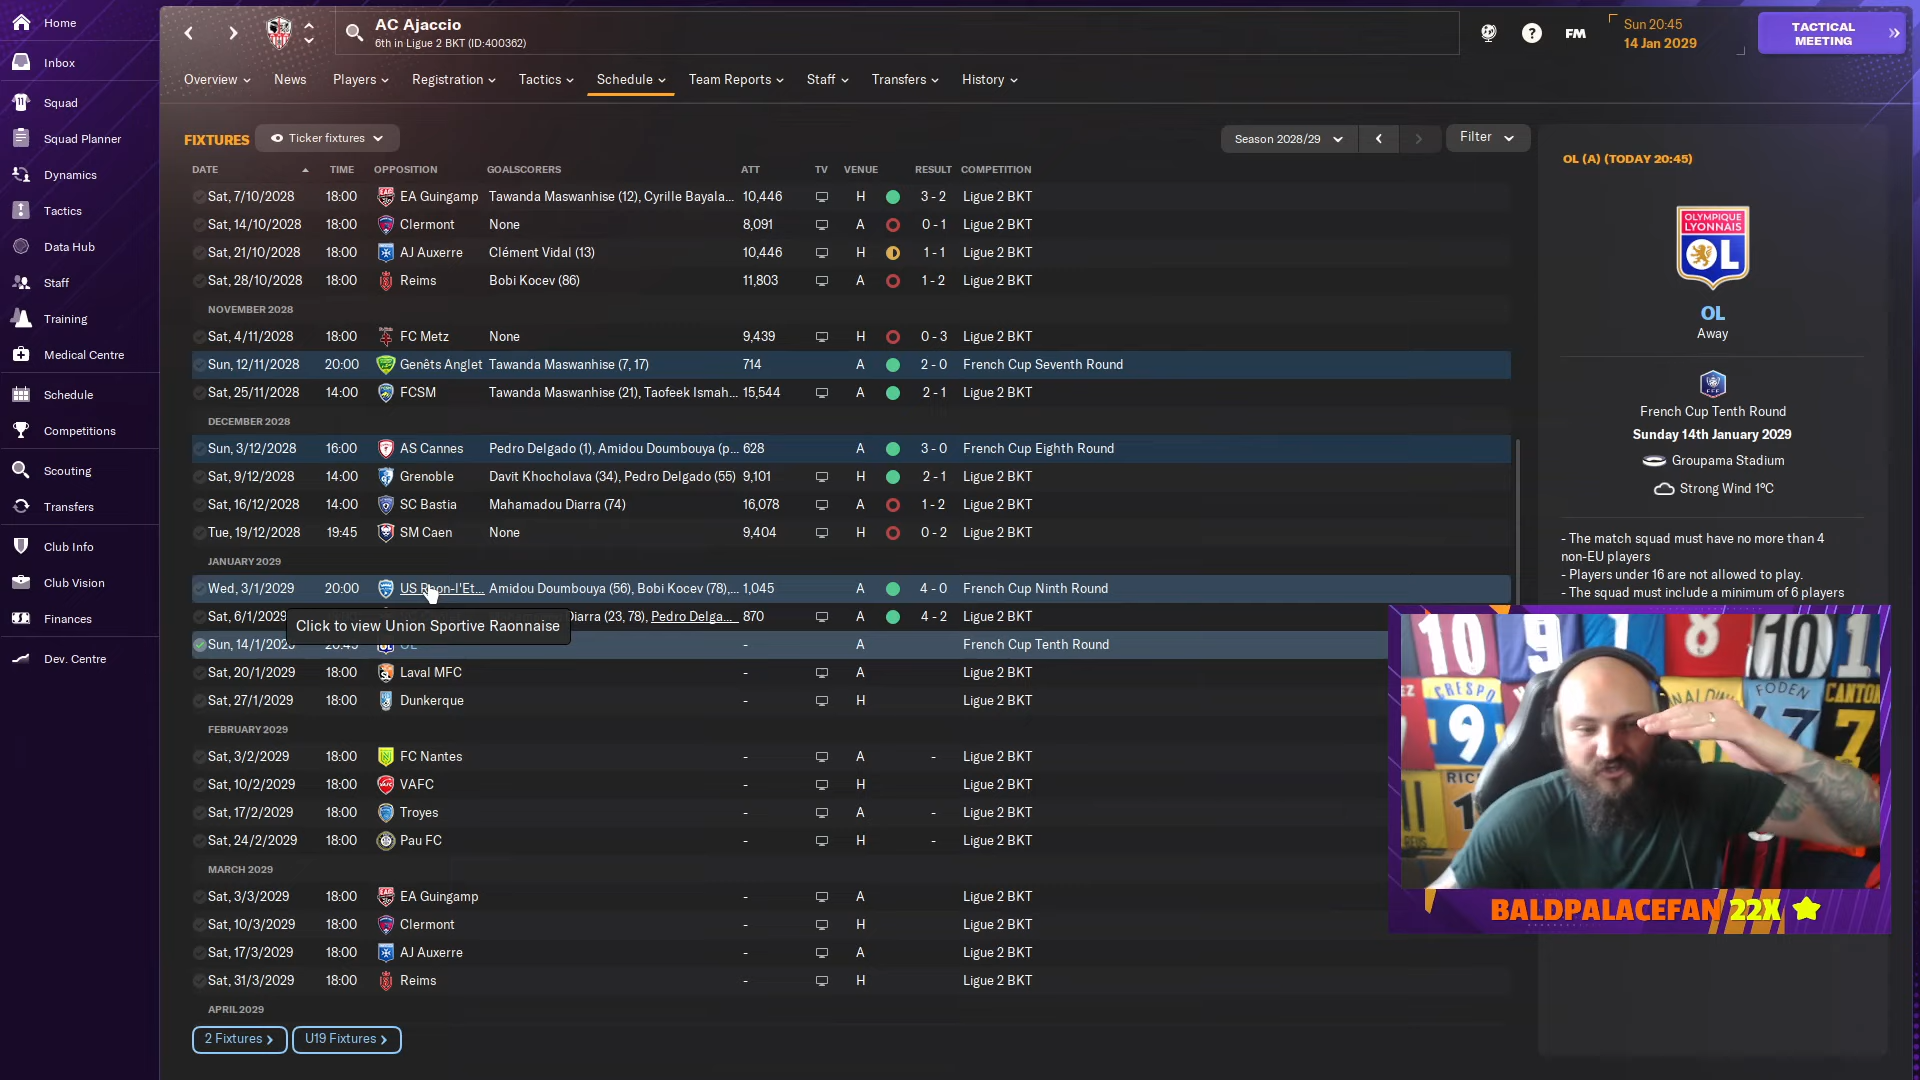 Home
Inbox
Squad
Squad Planner
Dynamics
Tactics
Data Hub
Staff
Training
Medical Centre
Schedule
Competitions
Scouting
Transfers
Club Info
Club Vision
Finances
Dev. Centre
AC Ajaccio
6th in Ligue 2 BKT (ID:400362)
FM
Sun 20:45
14 Jan 2029
TACTICAL
MEETING
Overview News Players Registration Tactics Schedule Team Reports Staff Transfers History
FIXTURES Ticker fixtures Season 2028/29 Filter
DATE TIME OPPOSITION GOALSCORERS ATT TV VENUE RESULT COMPETITION
Sat, 7/10/2028 18:00 EA Guingamp Tawanda Maswanhise (12), Cyrille Bayala... 10,446 H 3 - 2 Ligue 2 BKT
Sat, 14/10/2028 18:00 Clermont None 8,091 A 0 - 1 Ligue 2 BKT
Sat, 21/10/2028 18:00 AJ Auxerre Clément Vidal (13) 10,446 H 1 - 1 Ligue 2 BKT
Sat, 28/10/2028 18:00 Reims Bobi Kocev (86) 11,803 A 1 - 2 Ligue 2 BKT
NOVEMBER 2028
Sat, 4/11/2028 18:00 FC Metz None 9,439 H 0 - 3 Ligue 2 BKT
Sun, 12/11/2028 20:00 Genêts Anglet Tawanda Maswanhise (7, 17) 714 A 2 - 0 French Cup Seventh Round
Sat, 25/11/2028 14:00 FCSM Tawanda Maswanhise (21), Taofeek Ismah... 15,544 A 2 - 1 Ligue 2 BKT
DECEMBER 2028
Sun, 3/12/2028 16:00 AS Cannes Pedro Delgado (1), Amidou Doumbouya (p... 628 A 3 - 0 French Cup Eighth Round
Sat, 9/12/2028 14:00 Grenoble Davit Khocholava (34), Pedro Delgado (55) 9,101 H 2 - 1 Ligue 2 BKT
Sat, 16/12/2028 14:00 SC Bastia Mahamadou Diarra (74) 16,078 A 1 - 2 Ligue 2 BKT
Tue, 19/12/2028 19:45 SM Caen None 9,404 H 0 - 2 Ligue 2 BKT
JANUARY 2029
Wed, 3/1/2029 20:00 US Raon-l'Et... Amidou Doumbouya (56), Bobi Kocev (78),... 1,045 A 4 - 0 French Cup Ninth Round
Sat, 6/1/2029 Diarra (23, 78), Pedro Delga... 870 A 4 - 2 Ligue 2 BKT
Click to view Union Sportive Raonnaise
Sun, 14/1/2029 20:45 OL - A French Cup Tenth Round
Sat, 20/1/2029 18:00 Laval MFC - A Ligue 2 BKT
Sat, 27/1/2029 18:00 Dunkerque - H Ligue 2 BKT
FEBRUARY 2029
Sat, 3/2/2029 18:00 FC Nantes - A - Ligue 2 BKT
Sat, 10/2/2029 18:00 VAFC - H Ligue 2 BKT
Sat, 17/2/2029 18:00 Troyes - A - Ligue 2 BKT
Sat, 24/2/2029 18:00 Pau FC - H - Ligue 2 BKT
MARCH 2029
Sat, 3/3/2029 18:00 EA Guingamp - A Ligue 2 BKT
Sat, 10/3/2029 18:00 Clermont - H Ligue 2 BKT
Sat, 17/3/2029 18:00 AJ Auxerre - A Ligue 2 BKT
Sat, 31/3/2029 18:00 Reims - H Ligue 2 BKT
APRIL 2029
2 Fixtures U19 Fixtures
OL (A) (TODAY 20:45)
OLYMPIQUE
LYONNAIS
OL
OL
Away
French Cup Tenth Round
Sunday 14th January 2029
Groupama Stadium
Strong Wind 1°C
- The match squad must have no more than 4
non-EU players
- Players under 16 are not allowed to play.
- The squad must include a minimum of 6 players
10 9 8 10 1
CRESPO
9
FODEN
47
CANTON
7
BALDPALACEFAN 22X